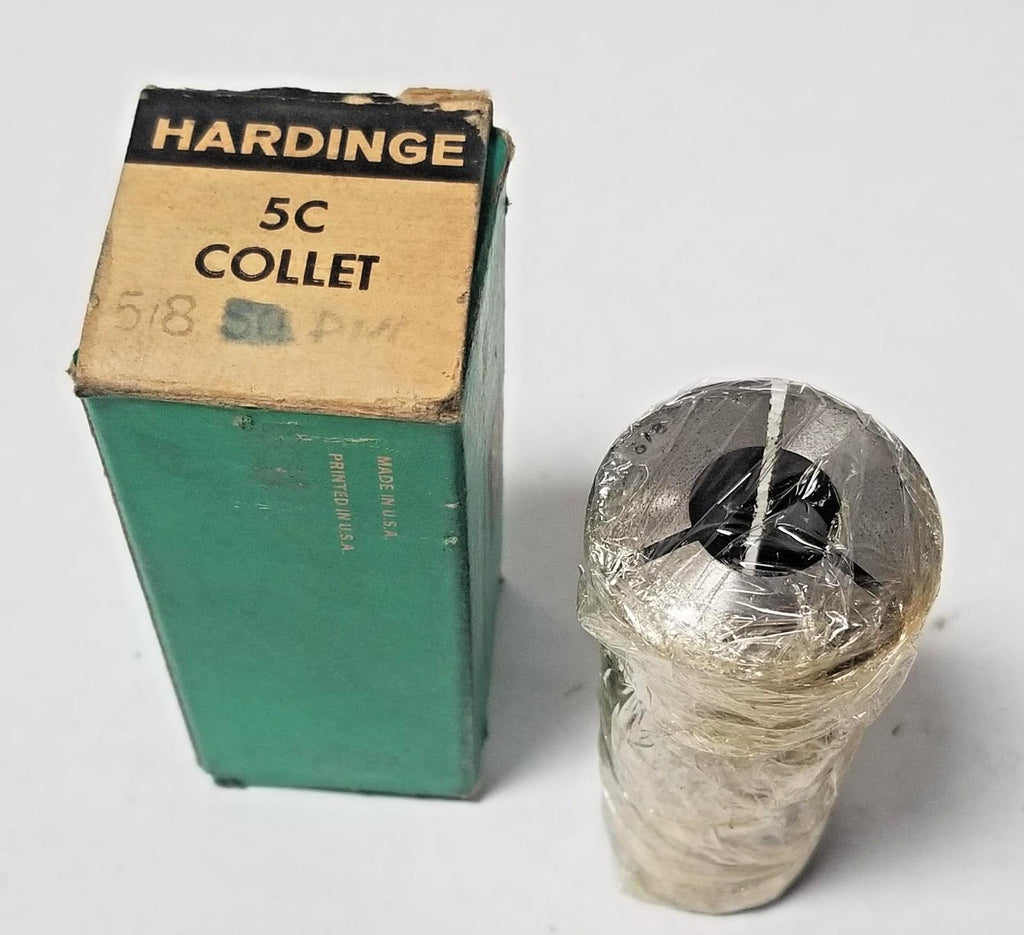 HARDINGE
5C
COLLET
5/8
MADE IN U.S.A.
PRINTED IN U.S.A.